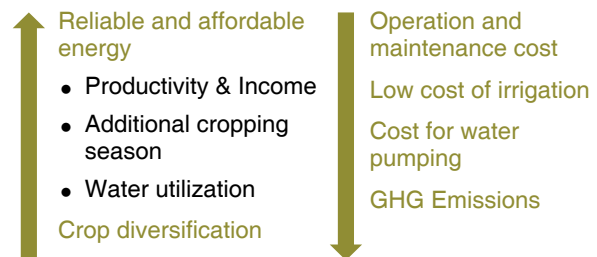 Reliable and affordable
energy
• Productivity & Income
• Additional cropping
season
• Water utilization
Crop diversification
Operation and
maintenance cost
Low cost of irrigation
Cost for water
pumping
GHG Emissions